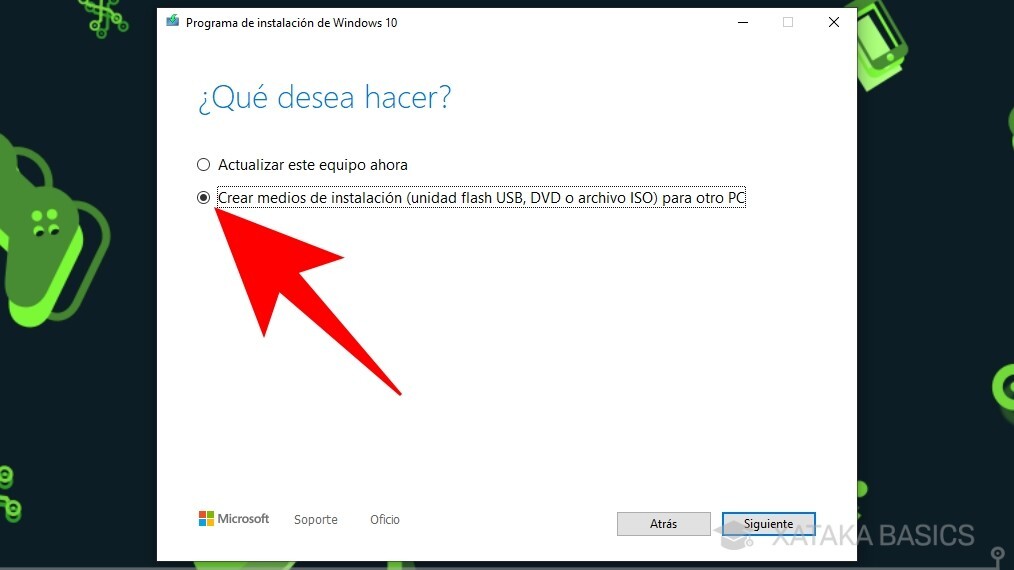 Programa de instalación de Windows 10
¿Qué desea hacer?
Actualizar este equipo ahora
Crear medios de instalación (unidad flash USB, DVD o archivo ISO) para otro PC
Microsoft
Soporte
Oficio
Atrás
Siguiente
XATAKA BASICS